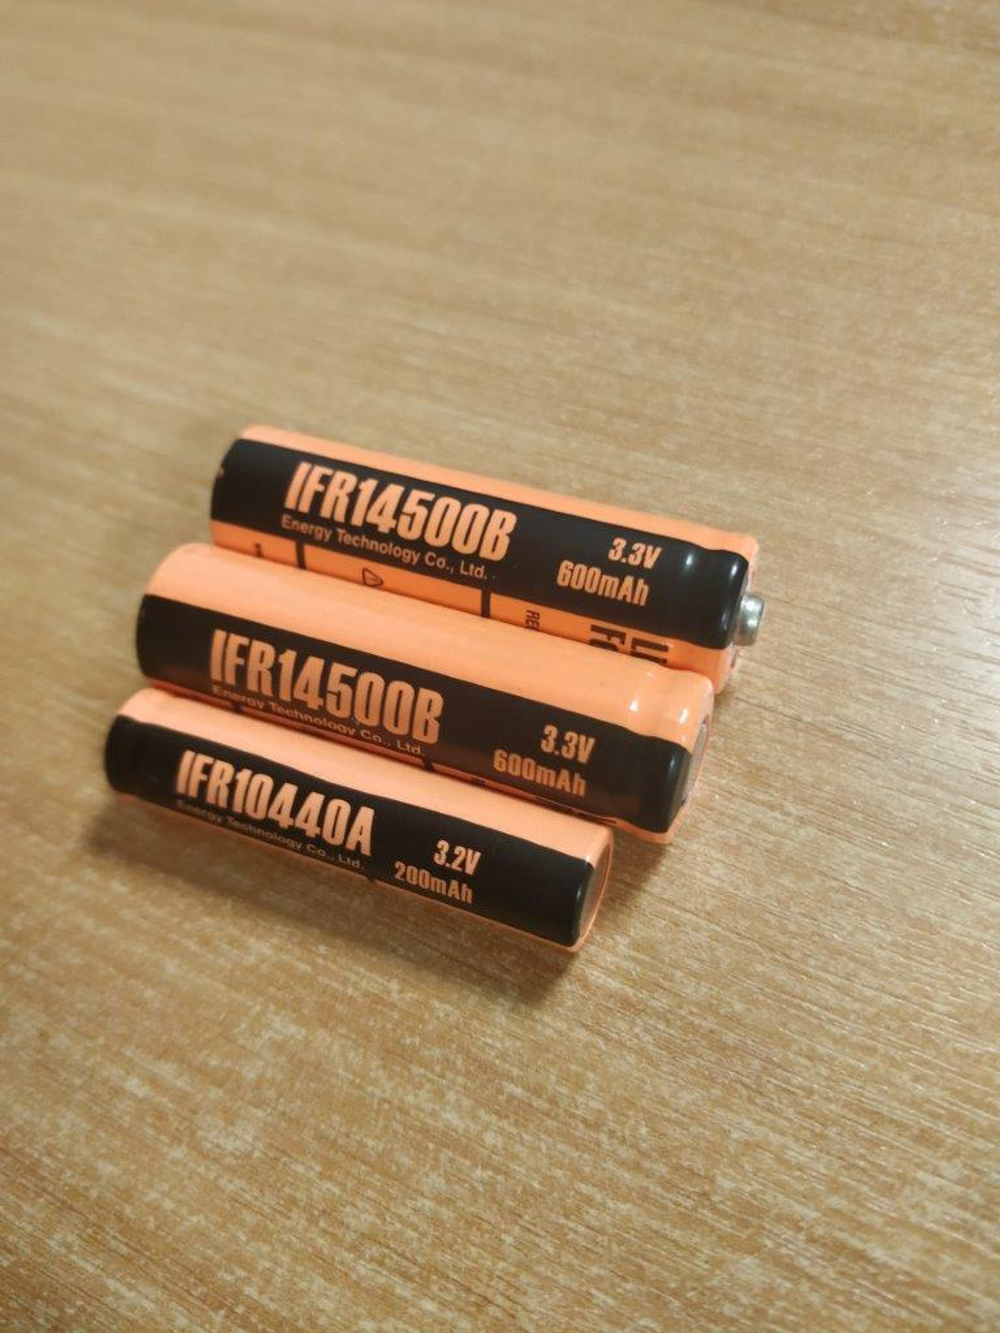 IFR14500B
Energy Technology Co., Ltd.
3.3V
600mAh
RE
IFR14500B
Energy Technology Co., Ltd.
3.3V
600mAh
IFR10440A
Energy Technology Co., Ltd.
3.2V
200mAh